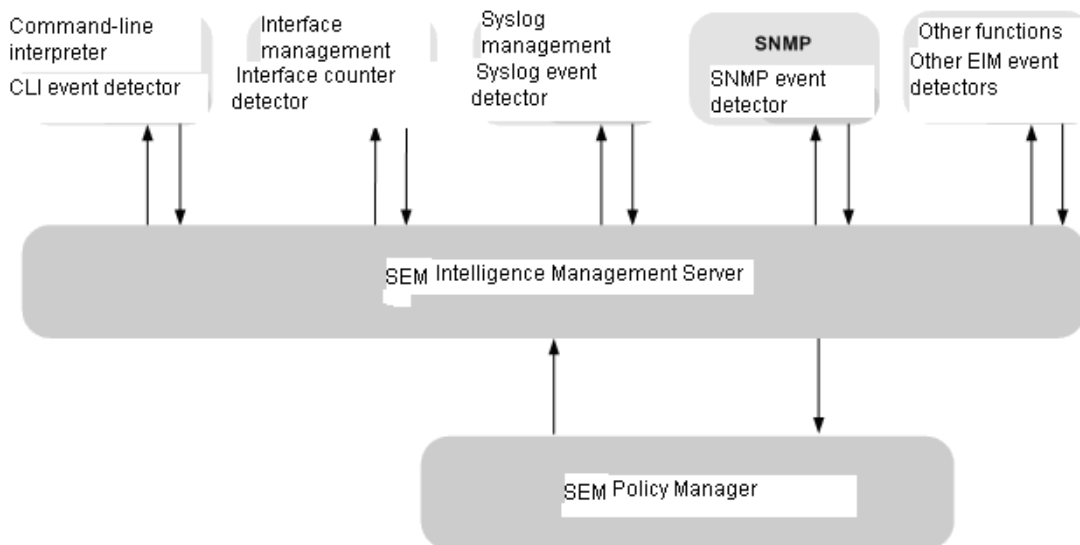 Command-line
interpreter
CLI event detector
Interface
management
Interface counter
detector
Syslog
management
Syslog event
detector
SNMP
SNMP event
detector
Other functions
Other EIM event
detectors
SEM Intelligence Management Server
SEM Policy Manager